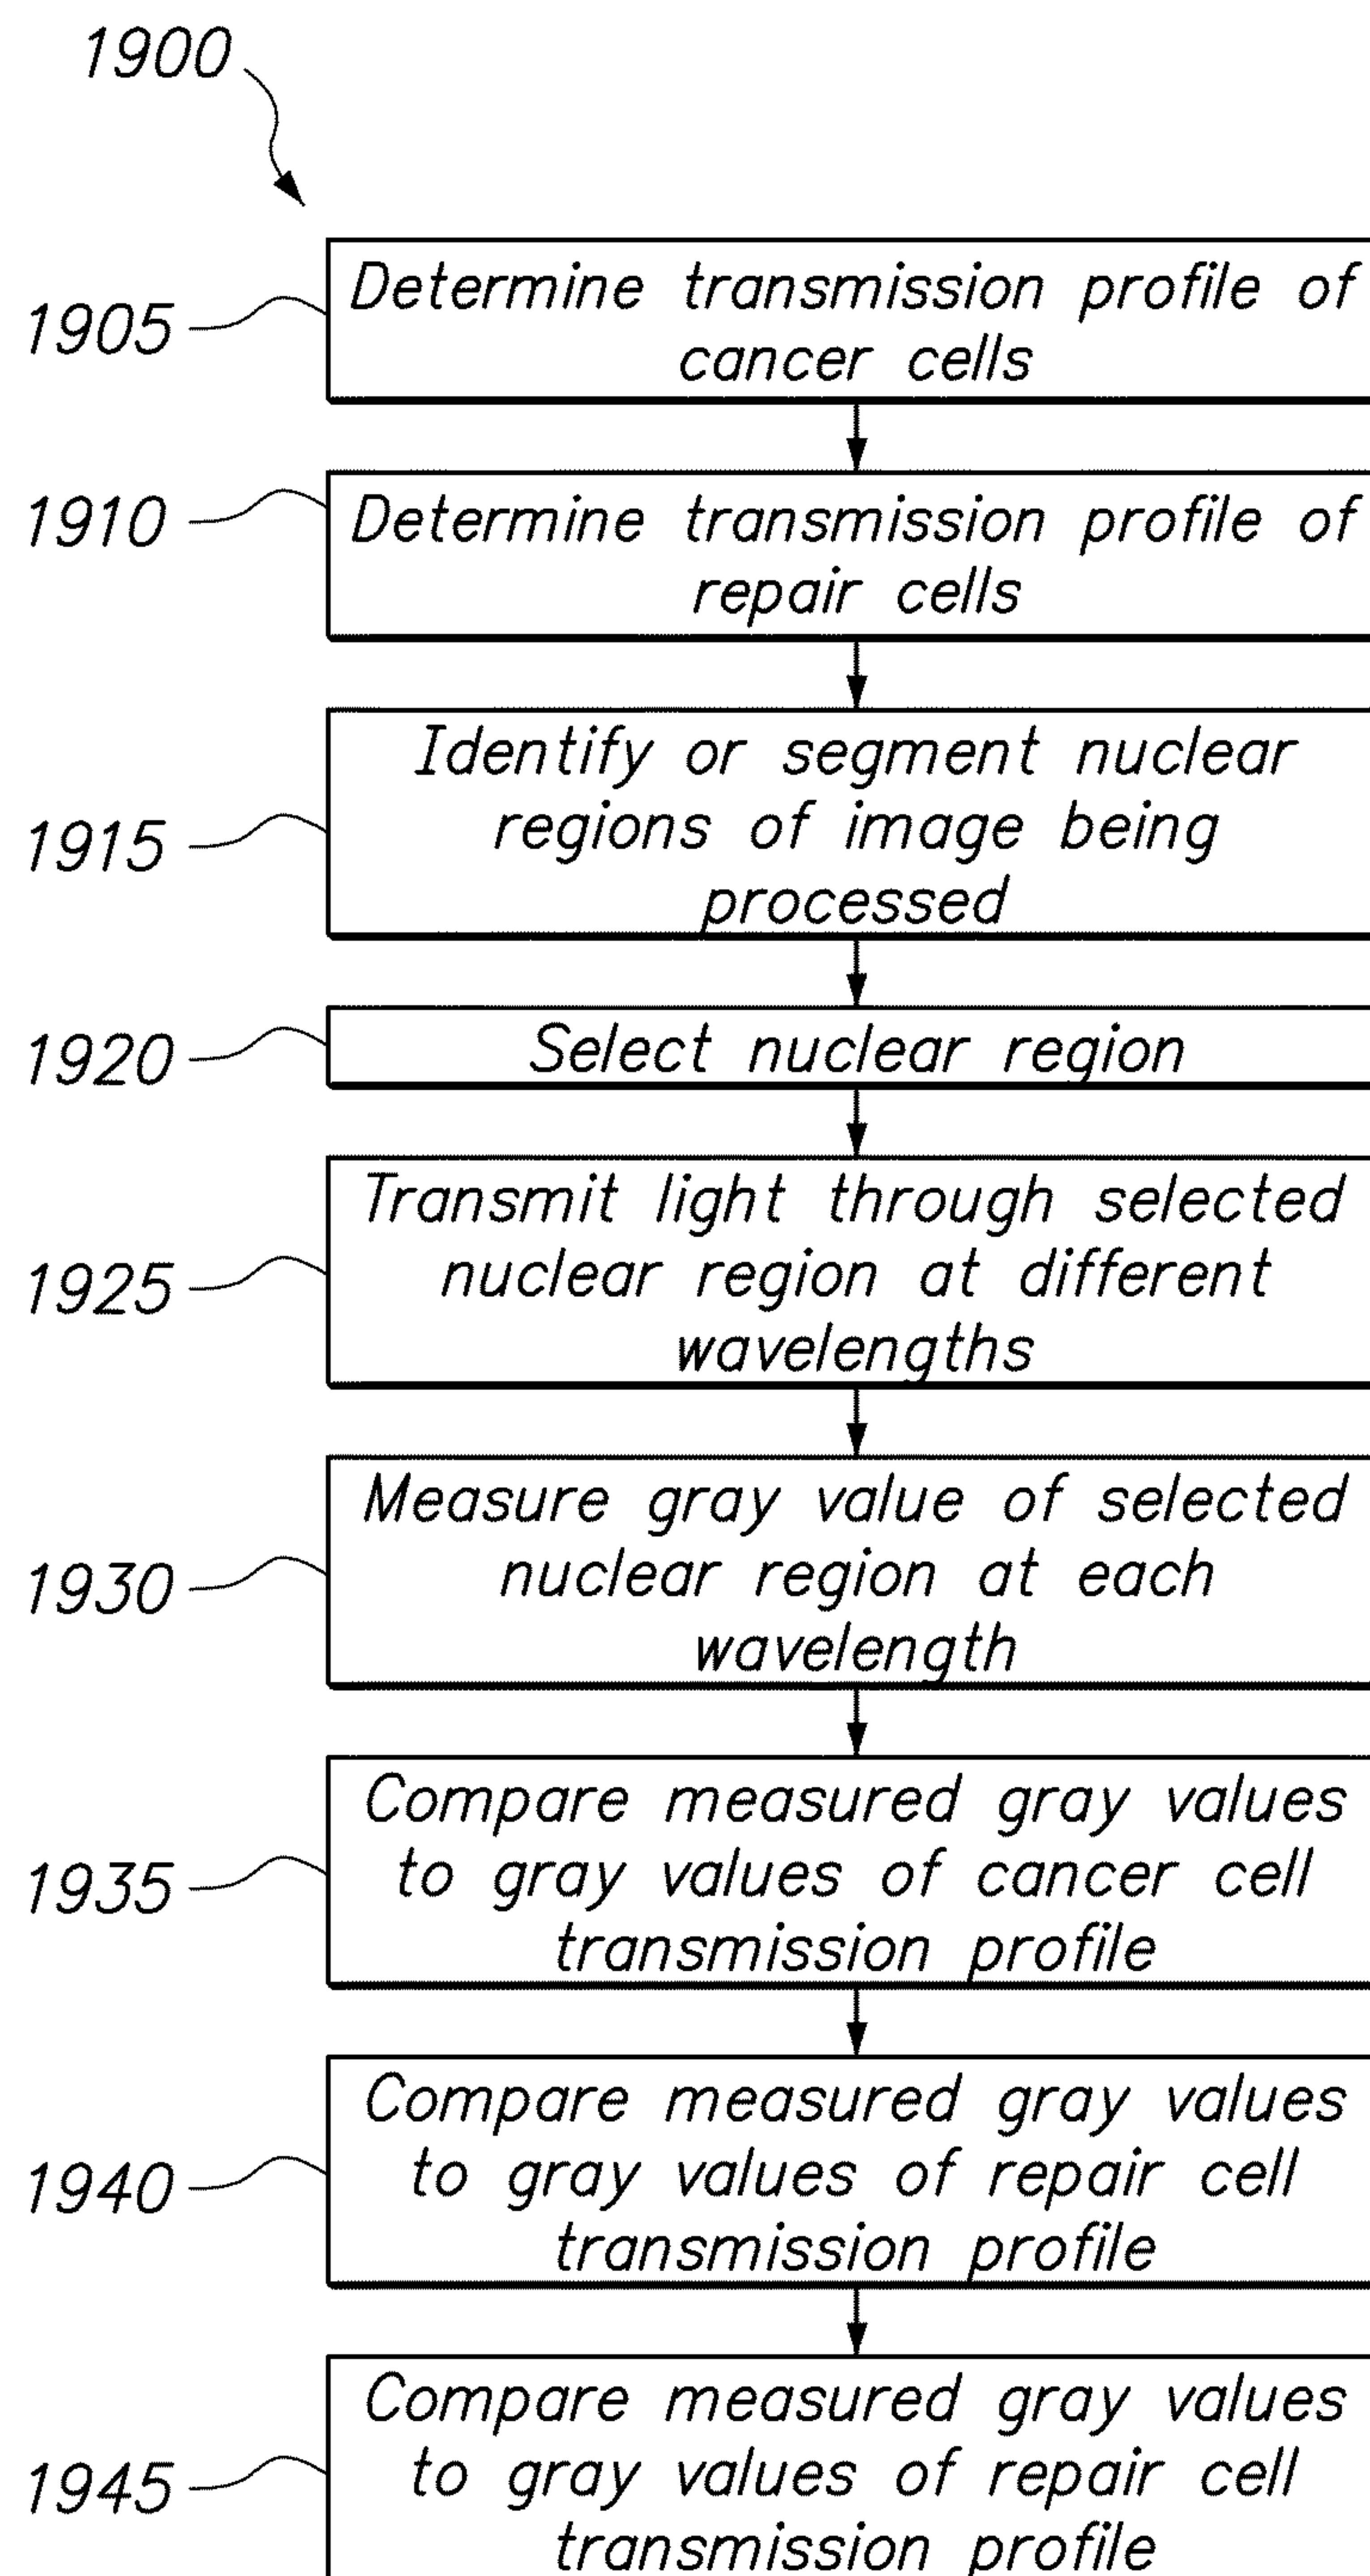 1900
1905
Determine transmission profile of
cancer cells
1910
Determine transmission profile of
repair cells
1915
Identify or segment nuclear
regions of image being
processed
1920
Select nuclear region
1925
Transmit light through selected
nuclear region at different
wavelengths
1930
Measure gray value of selected
nuclear region at each
wavelength
1935
Compare measured gray values
to gray values of cancer cell
transmission profile
1940
Compare measured gray values
to gray values of repair cell
transmission profile
1945
Compare measured gray values
to gray values of repair cell
transmission profile